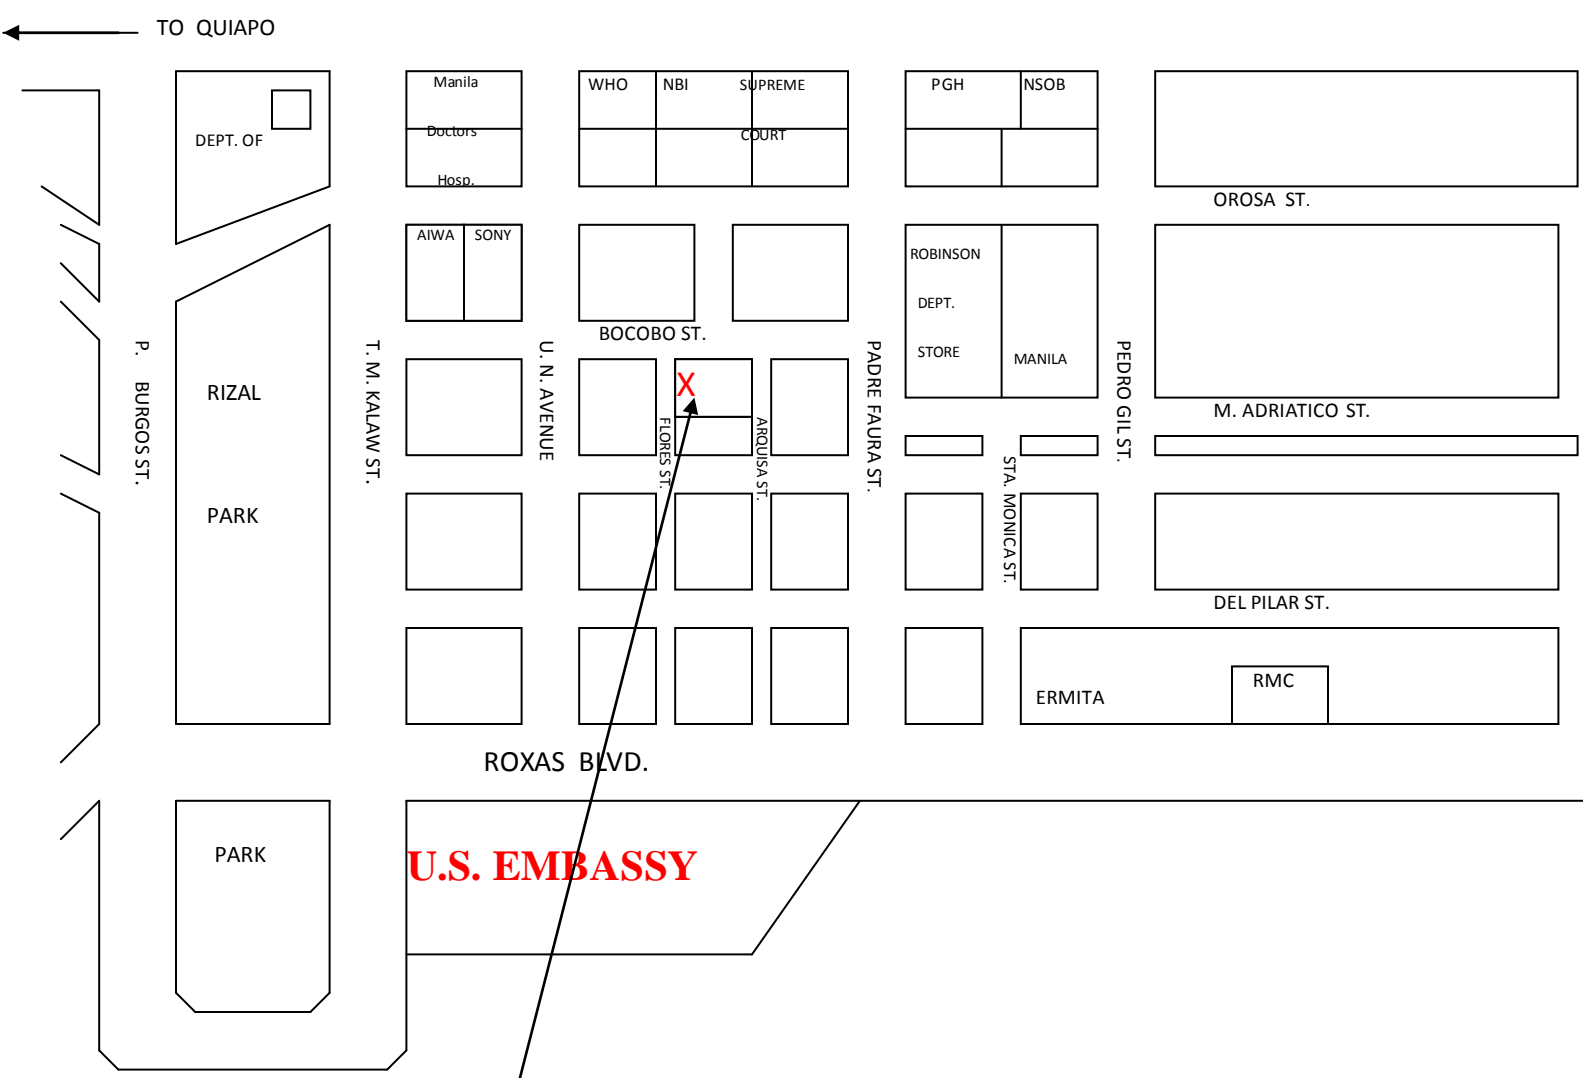 TO QUIAPO
Manila
Doctors
Hosp.
WHO
NBI
SUPREME
COURT
PGH
NSOB
DEPT. OF
OROSA ST.
AIWA
SONY
ROBINSON
DEPT.
STORE
MANILA
BOCOBO ST.
P. BURGOS ST.
RIZAL
PARK
T. M. KALAW ST.
U. N. AVENUE
X
FLORES ST.
ARQUISA ST.
PADRE FAURA ST.
PEDRO GIL ST.
M. ADRIATICO ST.
STA. MONICA ST.
DEL PILAR ST.
ERMITA
RMC
ROXAS BLVD.
PARK
U.S. EMBASSY